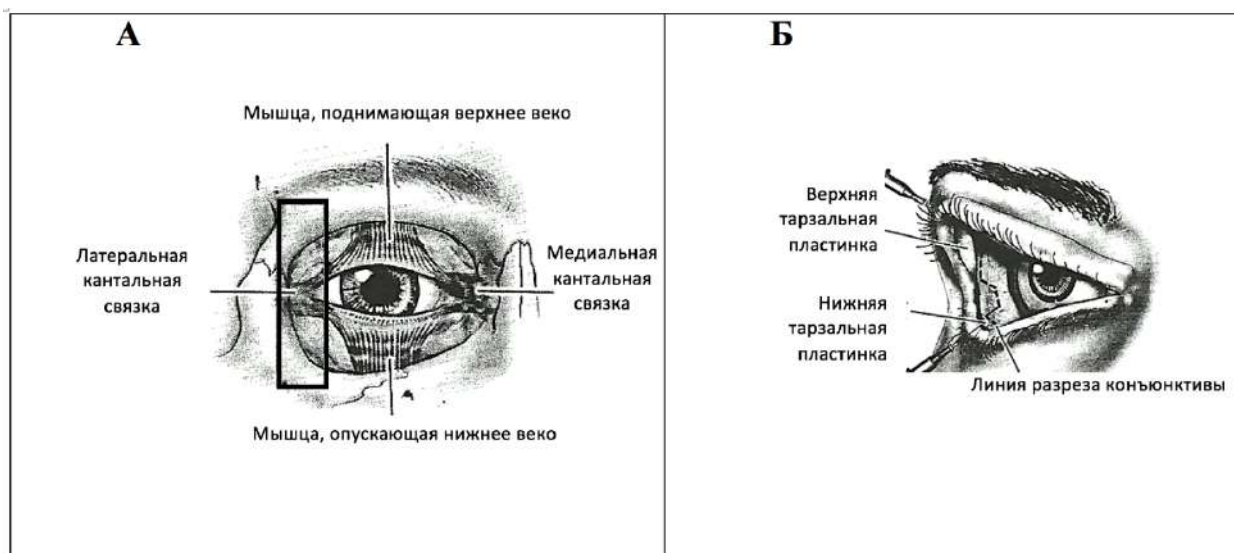 А
Мышца, поднимающая верхнее веко
Латеральная
кантальная
связка
Медиальная
кантальная
связка
Мышца, опускающая нижнее веко
Б
Верхняя
тарзальная
пластинка
Нижняя
тарзальная
пластинка
Линия разреза конъюнктивы